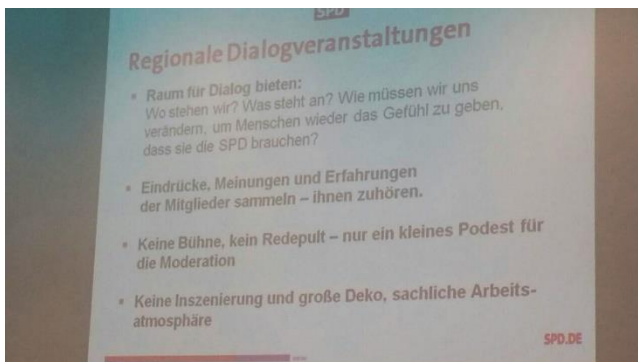 SPD
Regionale Dialogveranstaltungen
• Raum für Dialog bieten:
Wo stehen wir? Was steht an? Wie müssen wir uns
verändern, um Menschen wieder das Gefühl zu geben,
dass sie die SPD brauchen?
• Eindrücke, Meinungen und Erfahrungen
der Mitglieder sammeln – ihnen zuhören.
• Keine Bühne, kein Redepult – nur ein kleines Podest für
die Moderation
• Keine Inszenierung und große Deko, sachliche Arbeits-
atmosphäre
SPD.DE